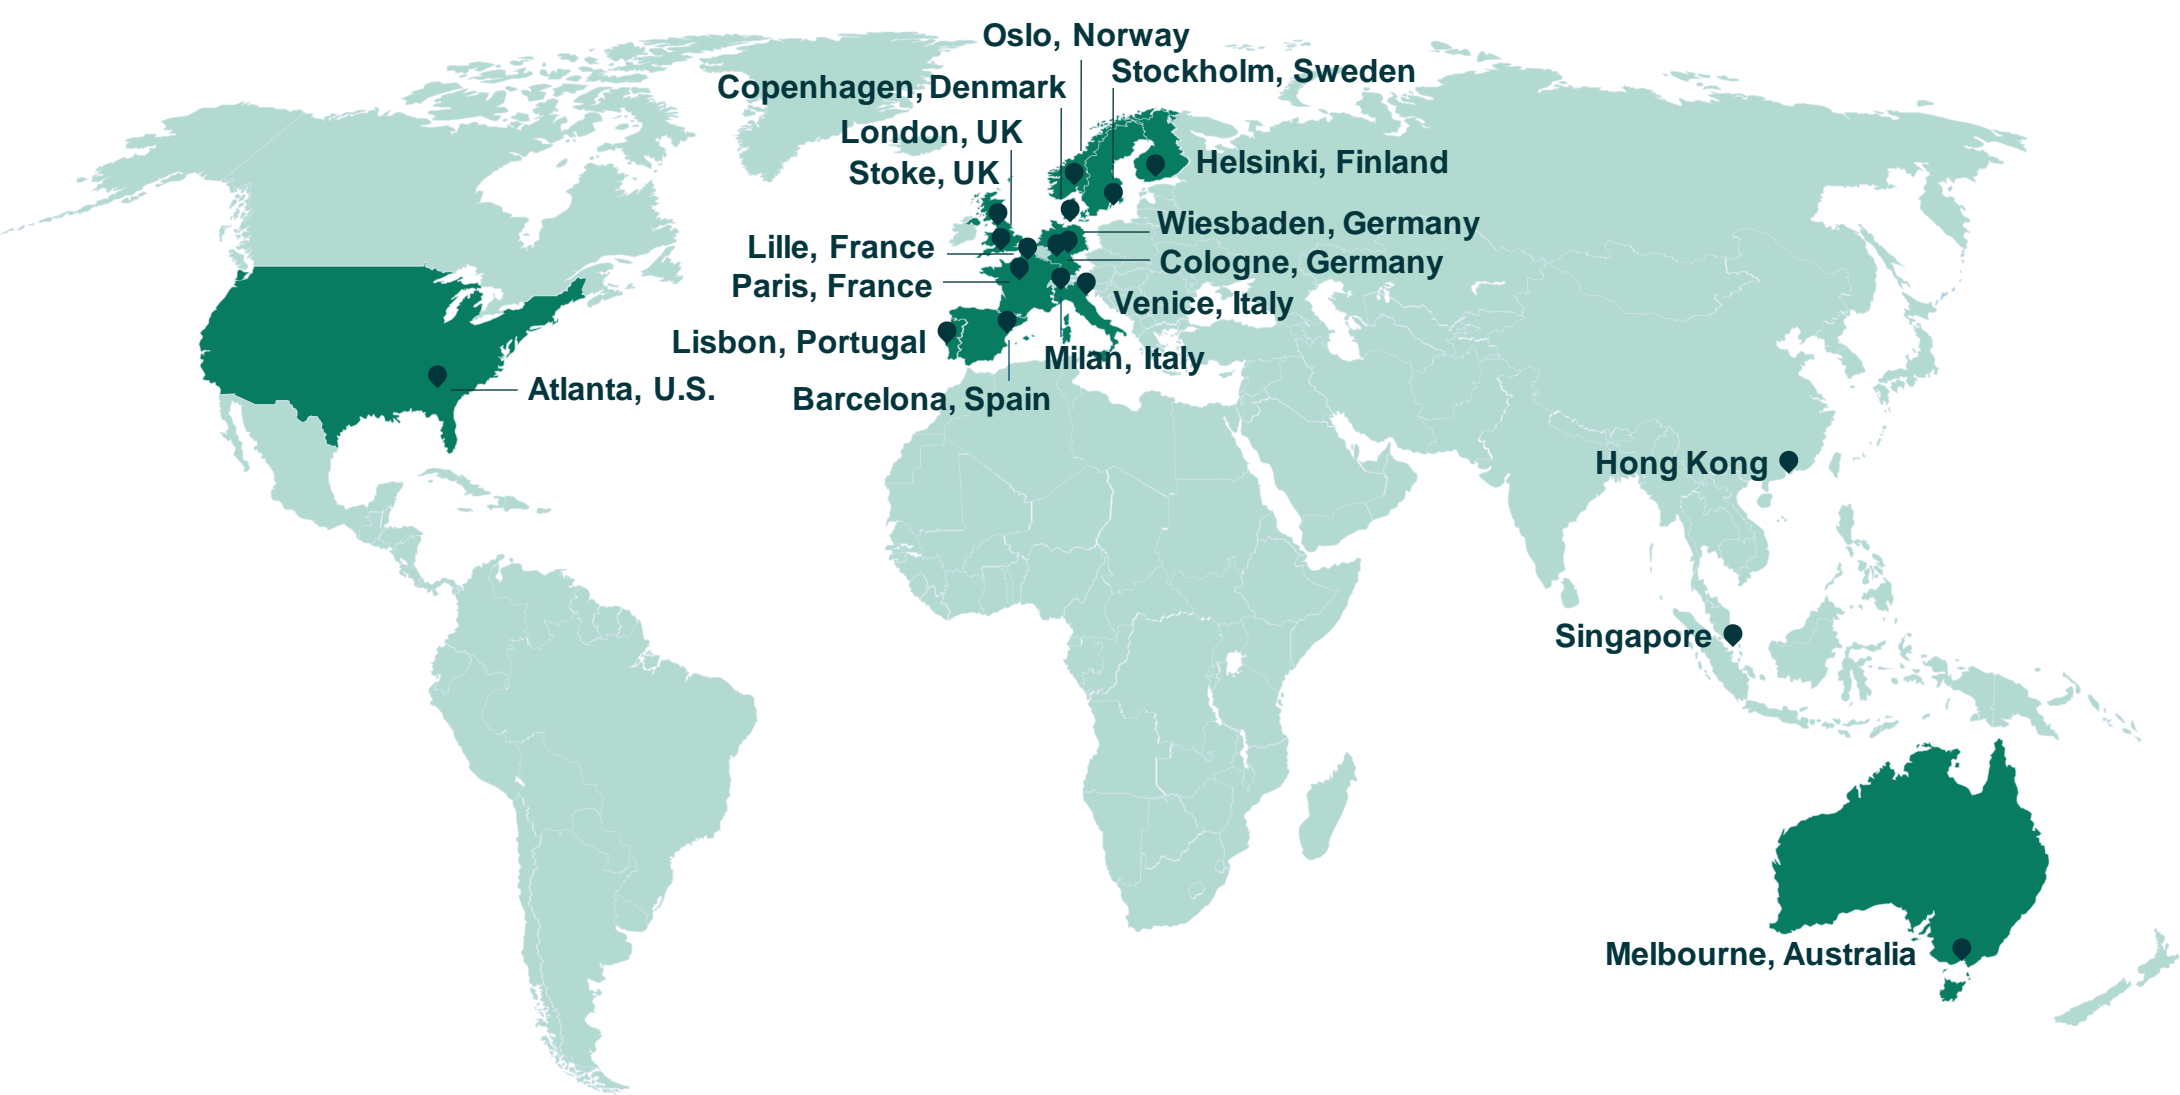 Oslo, Norway
Stockholm, Sweden
Copenhagen, Denmark
London, UK
Stoke, UK
Helsinki, Finland
Wiesbaden, Germany
Lille, France
Cologne, Germany
Paris, France
Venice, Italy
Lisbon, Portugal
Milan, Italy
Atlanta, U.S.
Barcelona, Spain
Hong Kong
Singapore
Melbourne, Australia